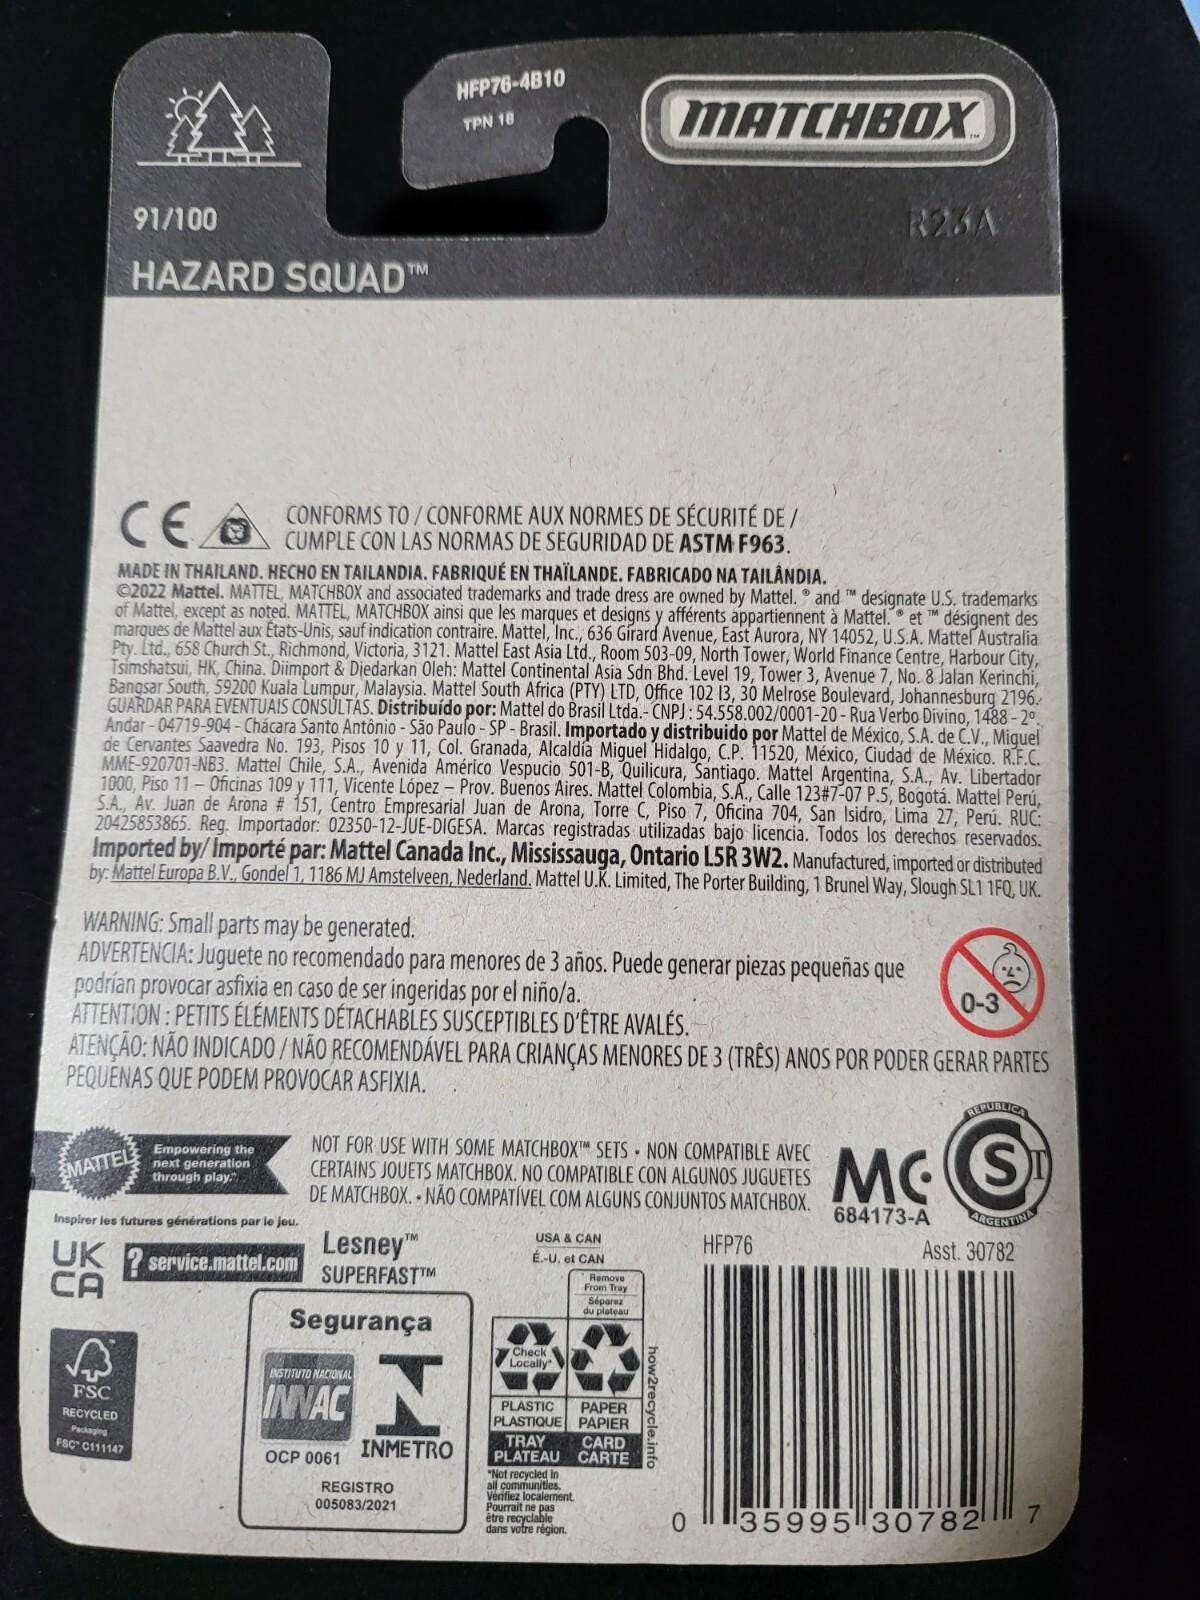 HFP76-4B10
TPN 18
MATCHBOX™
91/100
R23A
HAZARD SQUAD™
CE
CONFORMS TO / CONFORME AUX NORMES DE SÉCURITÉ DE /
CUMPLE CON LAS NORMAS DE SEGURIDAD DE ASTM F963.
MADE IN THAILAND. HECHO EN TAILANDIA. FABRIQUÉ EN THAÏLANDE. FABRICADO NA TAILÂNDIA.
©2022 Mattel. MATTEL, MATCHBOX and associated trademarks and trade dress are owned by Mattel. ® and ™ designate U.S. trademarks
of Mattel, except as noted. MATTEL, MATCHBOX ainsi que les marques et designs y afférents appartiennent à Mattel. ® et ™ désignent des
marques de Mattel aux États-Unis, sauf indication contraire. Mattel, Inc., 636 Girard Avenue, East Aurora, NY 14052, U.S.A. Mattel Australia
Pty. Ltd., 658 Church St., Richmond, Victoria, 3121. Mattel East Asia Ltd., Room 503-09, North Tower, World Finance Centre, Harbour City,
Tsimshatsui, HK, China. Diimport & Diedarkan Oleh: Mattel Continental Asia Sdn Bhd. Level 19, Tower 3, Avenue 7, No. 8 Jalan Kerinchi,
Bangsar South, 59200 Kuala Lumpur, Malaysia. Mattel South Africa (PTY) LTD, Office 102 I3, 30 Melrose Boulevard, Johannesburg 2196.
GUARDAR PARA EVENTUAIS CONSULTAS. Distribuído por: Mattel do Brasil Ltda.- CNPJ : 54.558.002/0001-20 - Rua Verbo Divino, 1488 - 2º.
Andar - 04719-904 - Chácara Santo Antônio - São Paulo - SP - Brasil. Importado y distribuido por Mattel de México, S.A. de C.V., Miguel
de Cervantes Saavedra No. 193, Pisos 10 y 11, Col. Granada, Alcaldía Miguel Hidalgo, C.P. 11520, México, Ciudad de México. R.F.C.
MME-920701-NB3. Mattel Chile, S.A., Avenida Américo Vespucio 501-B, Quilicura, Santiago. Mattel Argentina, S.A., Av. Libertador
1000, Piso 11 – Oficinas 109 y 111, Vicente López – Prov. Buenos Aires. Mattel Colombia, S.A., Calle 123#7-07 P.5, Bogotá. Mattel Perú,
S.A., Av. Juan de Arona # 151, Centro Empresarial Juan de Arona, Torre C, Piso 7, Oficina 704, San Isidro, Lima 27, Perú. RUC:
20425853865. Reg. Importador: 02350-12-JUE-DIGESA. Marcas registradas utilizadas bajo licencia. Todos los derechos reservados.
Imported by/ Importé par: Mattel Canada Inc., Mississauga, Ontario L5R 3W2. Manufactured, imported or distributed
by: Mattel Europa B.V., Gondel 1, 1186 MJ Amstelveen, Nederland. Mattel U.K. Limited, The Porter Building, 1 Brunel Way, Slough SL1 1FQ, UK.
WARNING: Small parts may be generated.
ADVERTENCIA: Juguete no recomendado para menores de 3 años. Puede generar piezas pequeñas que
podrían provocar asfixia en caso de ser ingeridas por el niño/a.
ATTENTION : PETITS ÉLÉMENTS DÉTACHABLES SUSCEPTIBLES D'ÊTRE AVALÉS.
ATENÇÃO: NÃO INDICADO / NÃO RECOMENDÁVEL PARA CRIANÇAS MENORES DE 3 (TRÊS) ANOS POR PODER GERAR PARTES
PEQUENAS QUE PODEM PROVOCAR ASFIXIA.
0-3
MATTEL
Empowering the
next generation
through play.™
Inspirer les futures générations par le jeu.
NOT FOR USE WITH SOME MATCHBOX™ SETS • NON COMPATIBLE AVEC
CERTAINS JOUETS MATCHBOX. NO COMPATIBLE CON ALGUNOS JUGUETES
DE MATCHBOX. • NÃO COMPATÍVEL COM ALGUNS CONJUNTOS MATCHBOX.
MC
684173-A
REPUBLICA
S T
ARGENTINA
UK
CA
? service.mattel.com
Lesney™
SUPERFAST™
USA & CAN
É.-U. et CAN
Remove
From Tray
Séparez
du plateau
Check
Locally*
PLASTIC
PLASTIQUE
PAPER
PAPIER
TRAY
PLATEAU
CARD
CARTE
how2recycle.info
*Not recycled in
all communities.
Vérifiez localement.
Pourrait ne pas
être recyclable
dans votre région.
FSC™
RECYCLED
Packaging
FSC™ C111147
Segurança
INSTITUTO NACIONAL
INNAC
OCP 0061
INMETRO
REGISTRO
005083/2021
HFP76
Asst. 30782
0 35995 30782 7